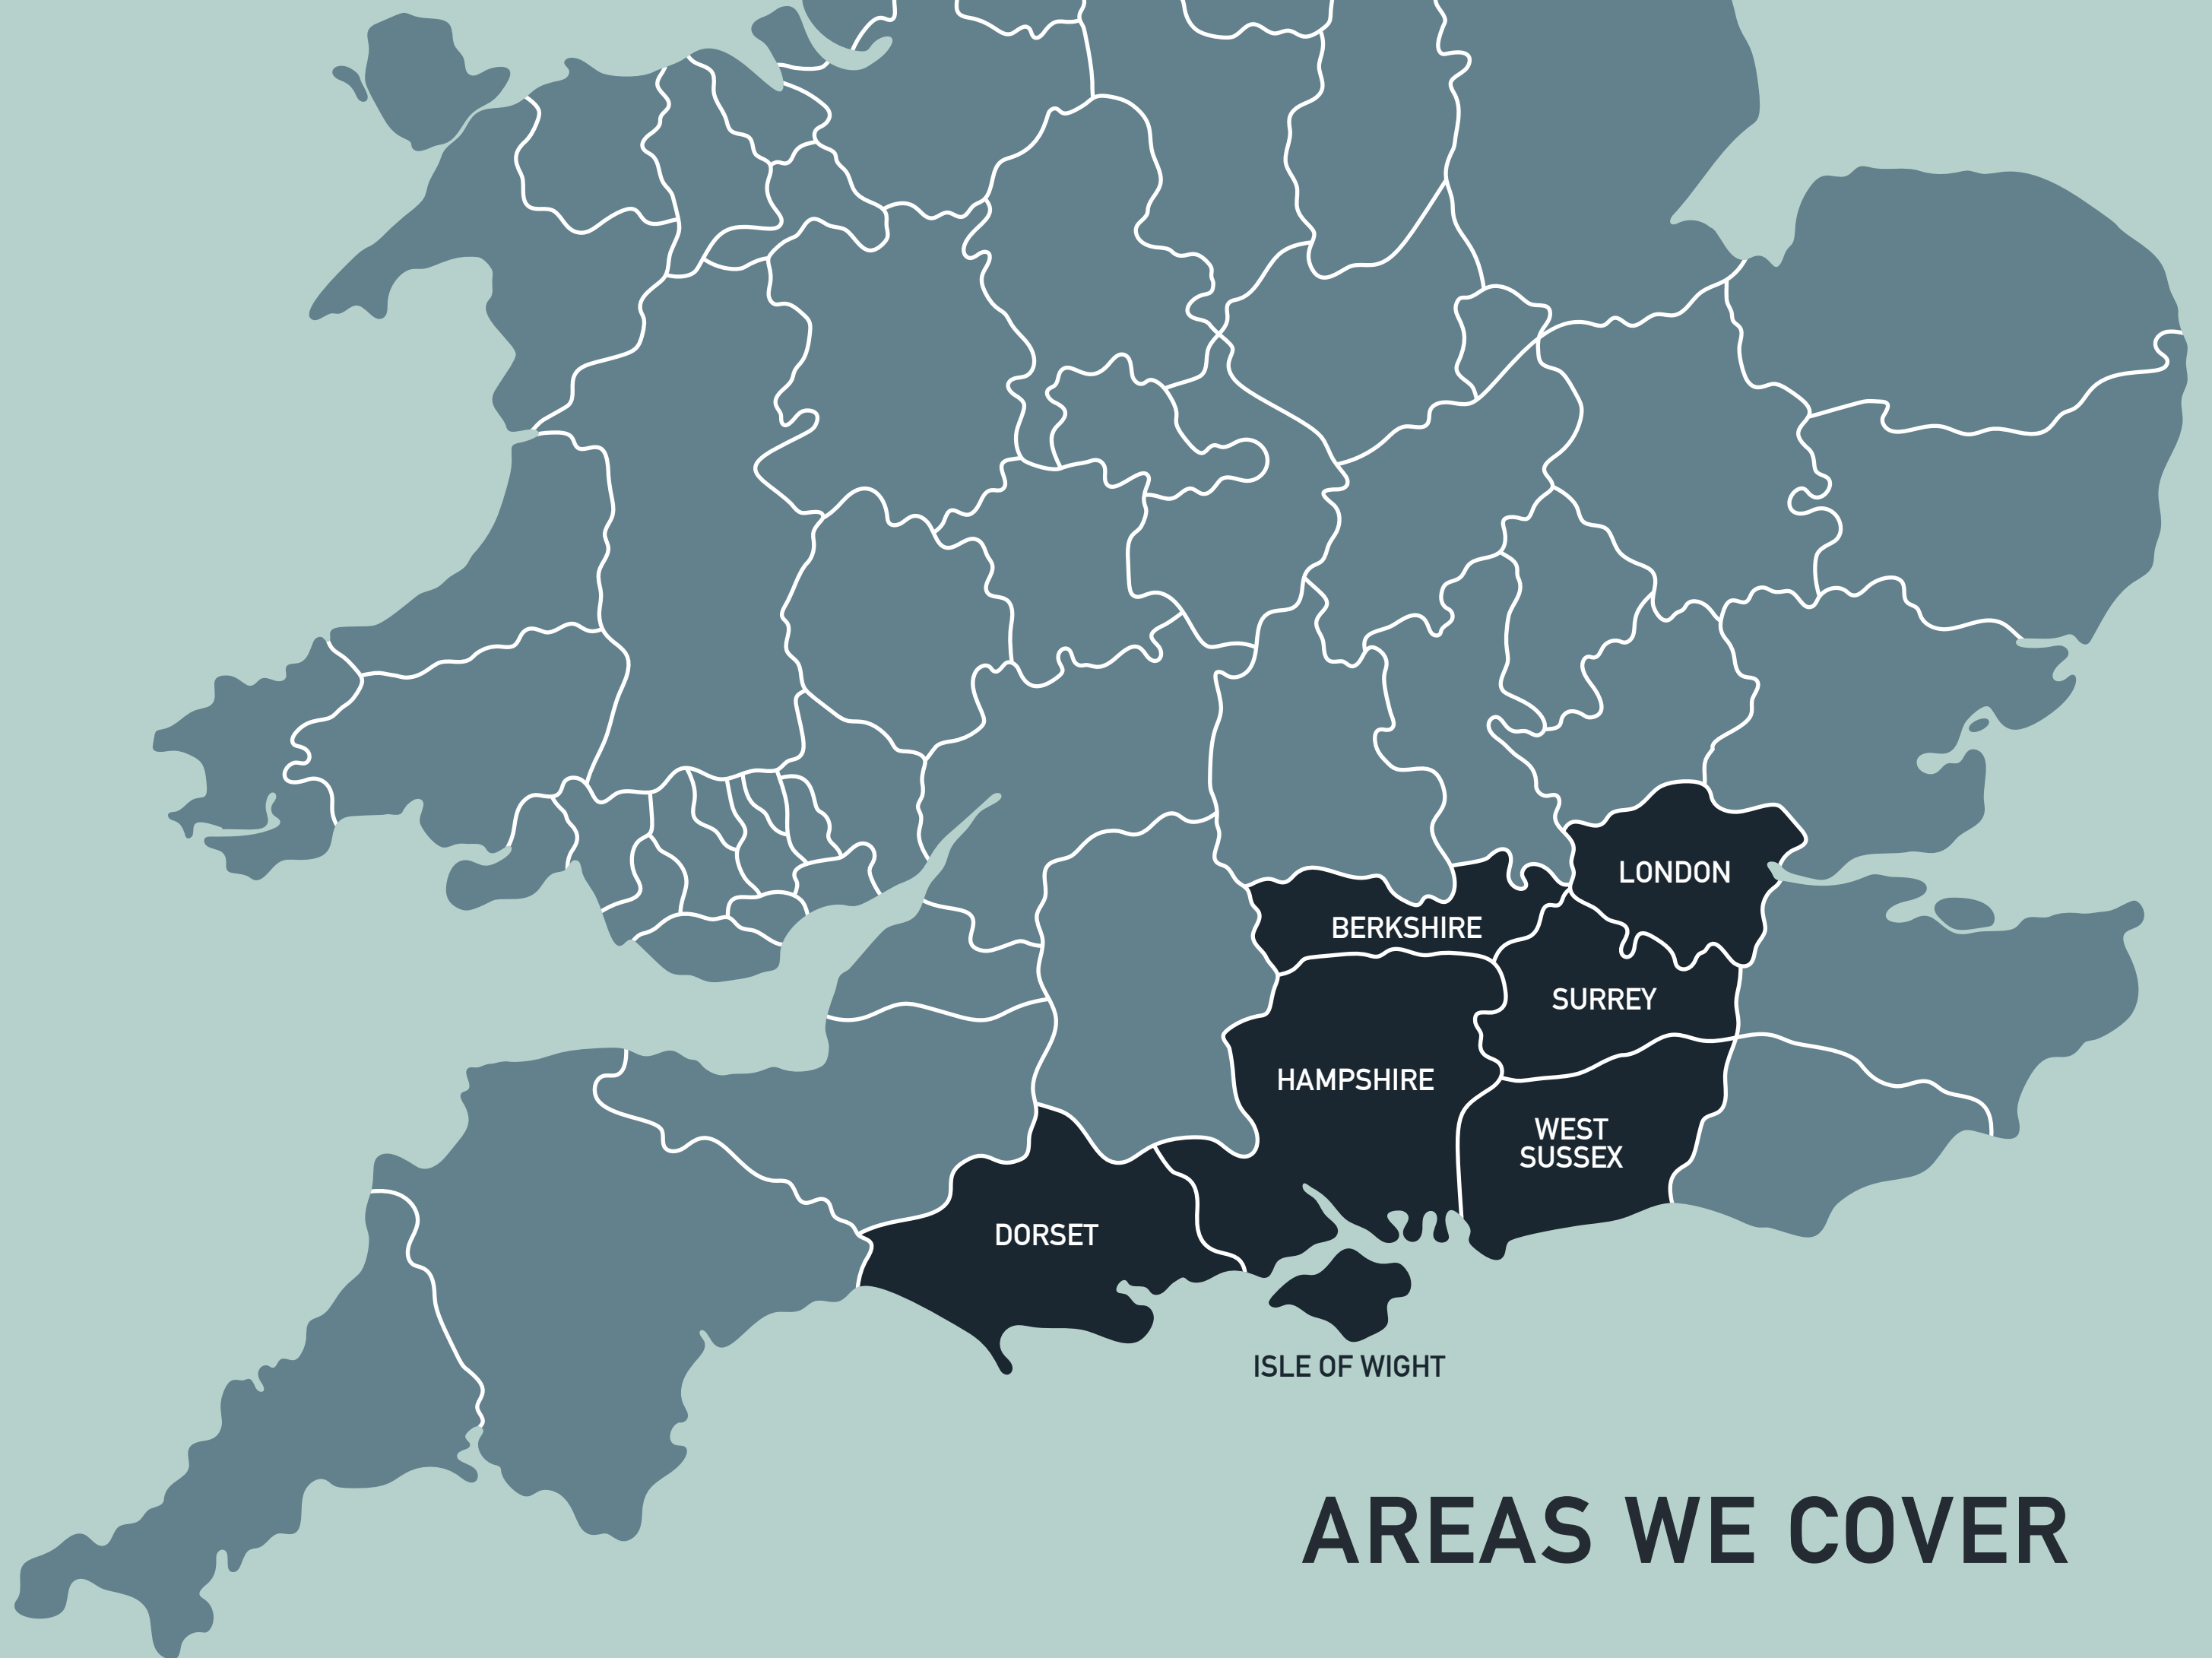 LONDON
BERKSHIRE
SURREY
HAMPSHIRE
WEST
SUSSEX
DORSET
ISLE OF WIGHT
AREAS WE COVER